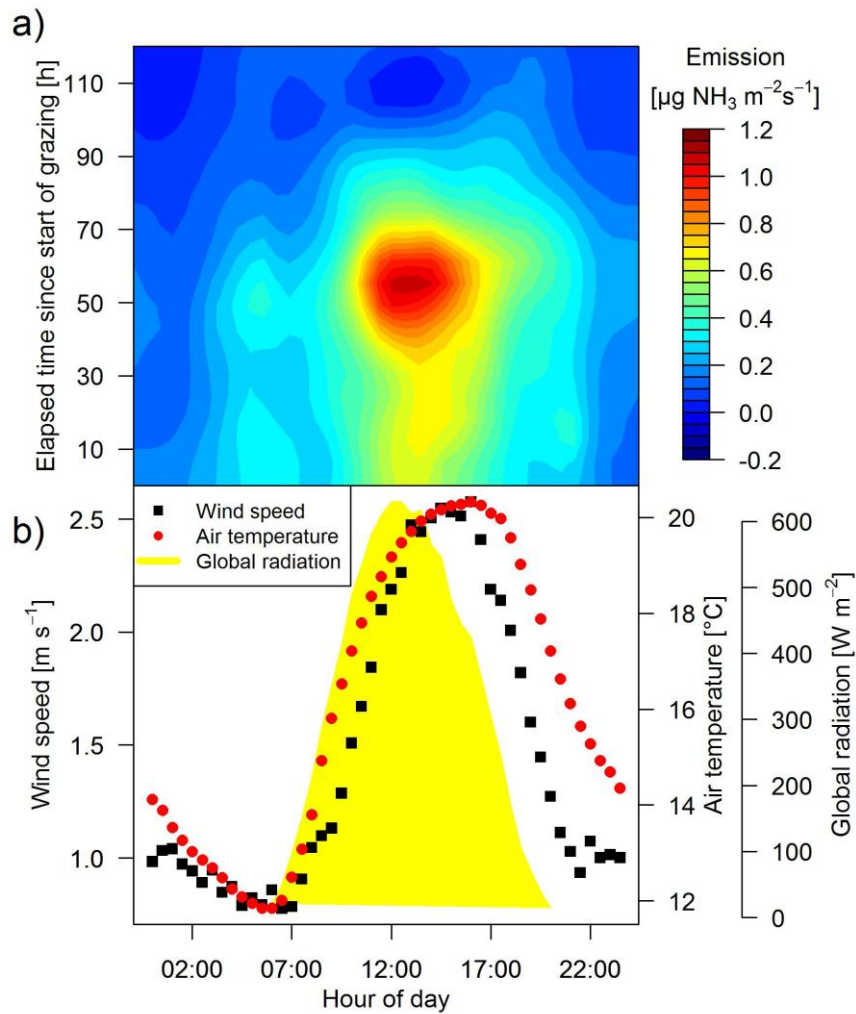 a)
Elapsed time since start of grazing [h]
110
90
70
50
30
10
Emission
[µg NH₃ m⁻²s⁻¹]
1.2
1.0
0.8
0.6
0.4
0.2
0.0
-0.2
b)
Wind speed
Air temperature
Global radiation
Wind speed [m s⁻¹]
2.5
2.0
1.5
1.0
20
18
16
14
12
Air temperature [°C]
600
500
400
300
200
100
0
Global radiation [W m⁻²]
02:00 07:00 12:00 17:00 22:00
Hour of day